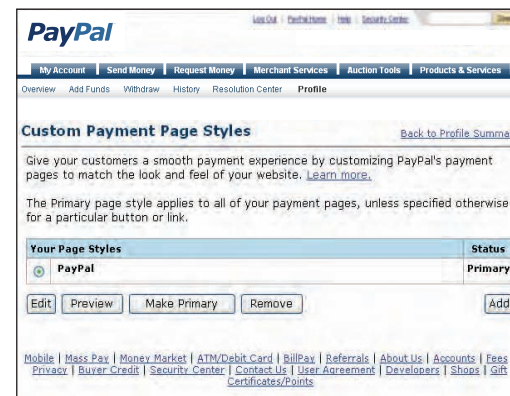 Log Out | PayPal Home | Help | Security Center
PayPal
My Account Send Money Request Money Merchant Services Auction Tools Products & Services
Overview Add Funds Withdraw History Resolution Center Profile
Custom Payment Page Styles Back to Profile Summa
Give your customers a smooth payment experience by customizing PayPal's payment
pages to match the look and feel of your website. Learn more.
The Primary page style applies to all of your payment pages, unless specified otherwise
for a particular button or link.
Your Page Styles Status
PayPal Primary
Edit Preview Make Primary Remove Add
Mobile | Mass Pay | Money Market | ATM/Debit Card | BillPay | Referrals | About Us | Accounts | Fees
Privacy | Buyer Credit | Security Center | Contact Us | User Agreement | Developers | Shops | Gift
Certificates/Points